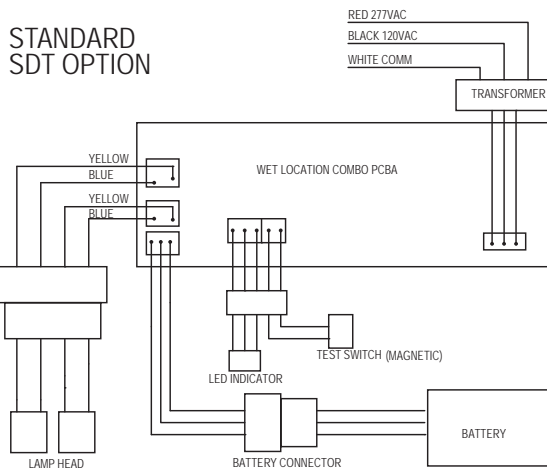 STANDARD
SDT OPTION
RED 277VAC
BLACK 120VAC
WHITE COMM
TRANSFORMER
WET LOCATION COMBO PCBA
YELLOW
BLUE
YELLOW
BLUE
TEST SWITCH (MAGNETIC)
LED INDICATOR
BATTERY
LAMP HEAD
BATTERY CONNECTOR